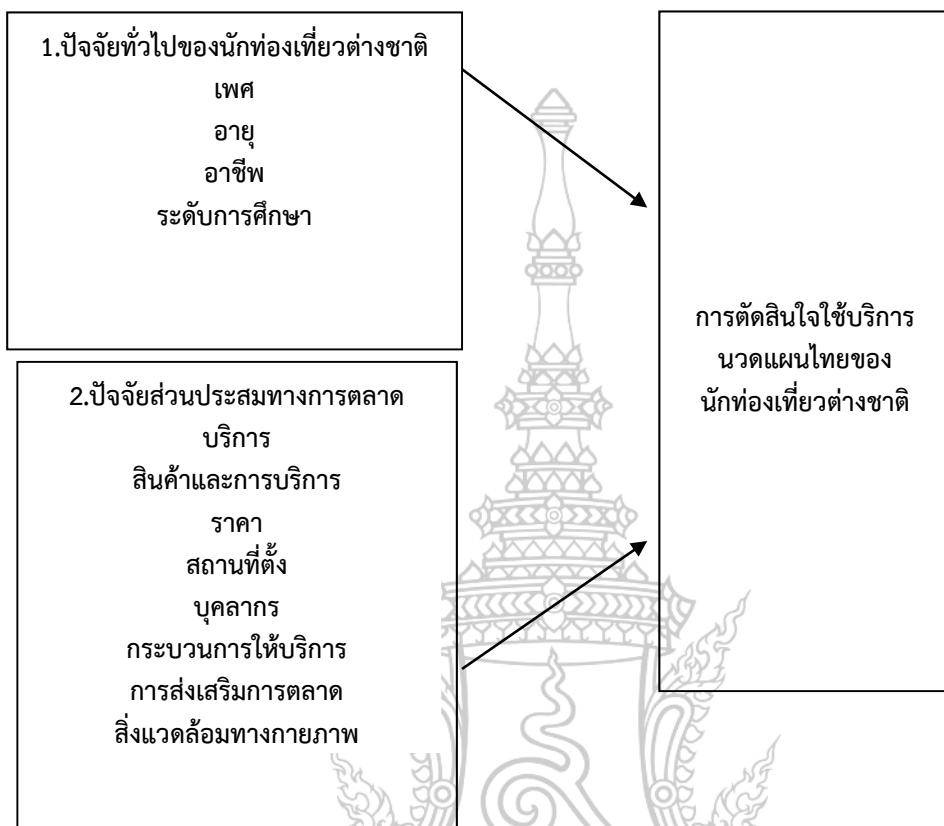 1.ปัจจัยทั่วไปของนักท่องเที่ยวต่างชาติ
เพศ
อายุ
อาชีพ
ระดับการศึกษา
2.ปัจจัยส่วนประสมทางการตลาด
บริการ
สินค้าและการบริการ
ราคา
สถานที่ตั้ง
บุคลากร
กระบวนการให้บริการ
การส่งเสริมการตลาด
สิ่งแวดล้อมทางกายภาพ
การตัดสินใจใช้บริการ
นวดแผนไทยของ
นักท่องเที่ยวต่างชาติ